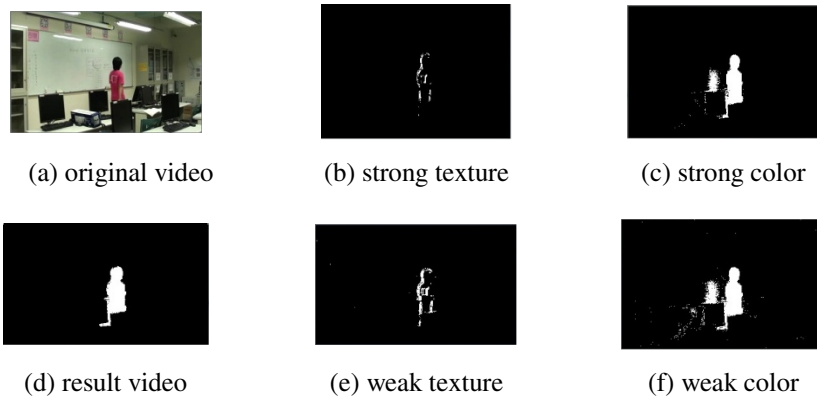 (a) original video
(b) strong texture
(c) strong color
(d) result video
(e) weak texture
(f) weak color